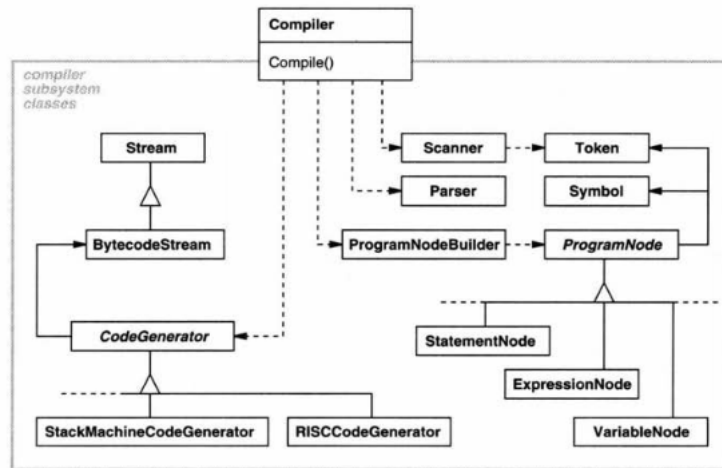 Compiler
Compile()
compiler
subsystem
classes
Stream
Scanner
Token
Parser
Symbol
BytecodeStream
ProgramNodeBuilder
ProgramNode
CodeGenerator
StatementNode
ExpressionNode
StackMachineCodeGenerator
RISCCodeGenerator
VariableNode